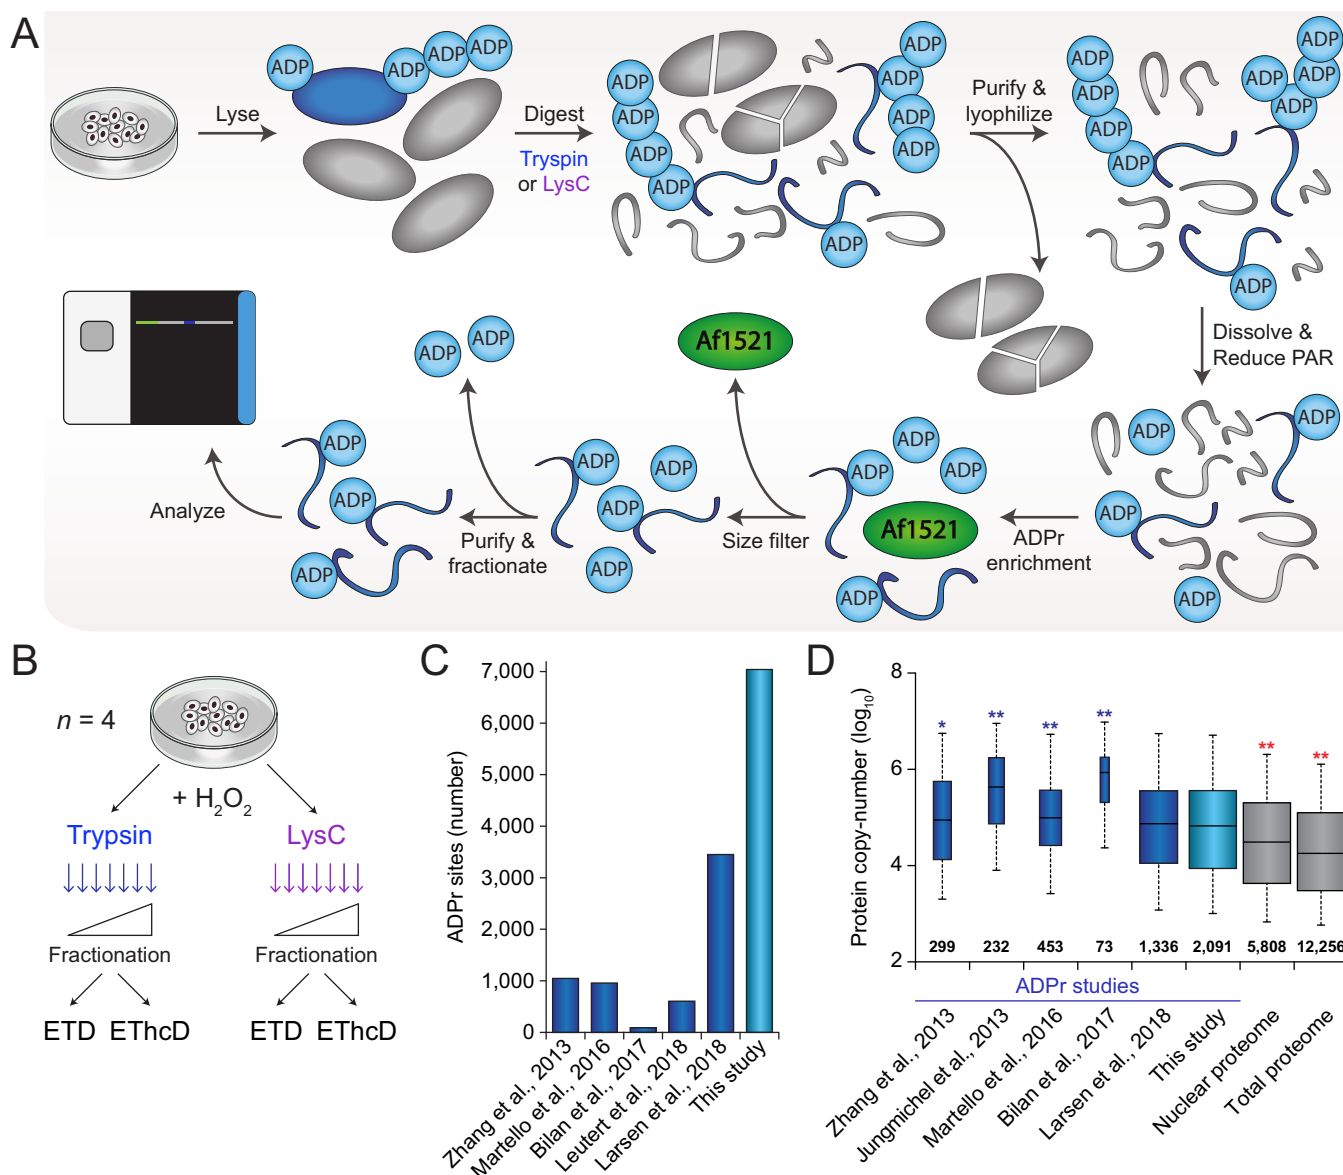 A
ADP
ADP
ADP
ADP
Lyse
Digest
Tryspin
or LysC
ADP
ADP
ADP
ADP
ADP
ADP
ADP
ADP
ADP
Purify &
lyophilize
ADP
ADP
ADP
ADP
ADP
ADP
ADP
ADP
ADP
Dissolve &
Reduce PAR
ADP
ADP
ADP
ADP
ADPr
enrichment
ADP
ADP
ADP
Af1521
ADP
Size filter
Af1521
ADP
ADP
ADP
ADP
ADP
Purify &
fractionate
ADP
ADP
ADP
ADP
ADP
Analyze
B
n = 4
+ H2O2
Trypsin
LysC
Fractionation
Fractionation
ETD EThcD
ETD EThcD
C
ADPr sites (number)
7,000
6,000
5,000
4,000
3,000
2,000
1,000
0
Zhang et al., 2013
Martello et al., 2016
Bilan et al., 2017
Leutert et al., 2018
Larsen et al., 2018
This study
D
Protein copy-number (log10)
8
6
4
2
*
**
**
**
**
**
299
232
453
73
1,336
2,091
5,808
12,256
ADPr studies
Zhang et al., 2013
Jungmichel et al., 2013
Martello et al., 2016
Bilan et al., 2017
Larsen et al., 2018
This study
Nuclear proteome
Total proteome